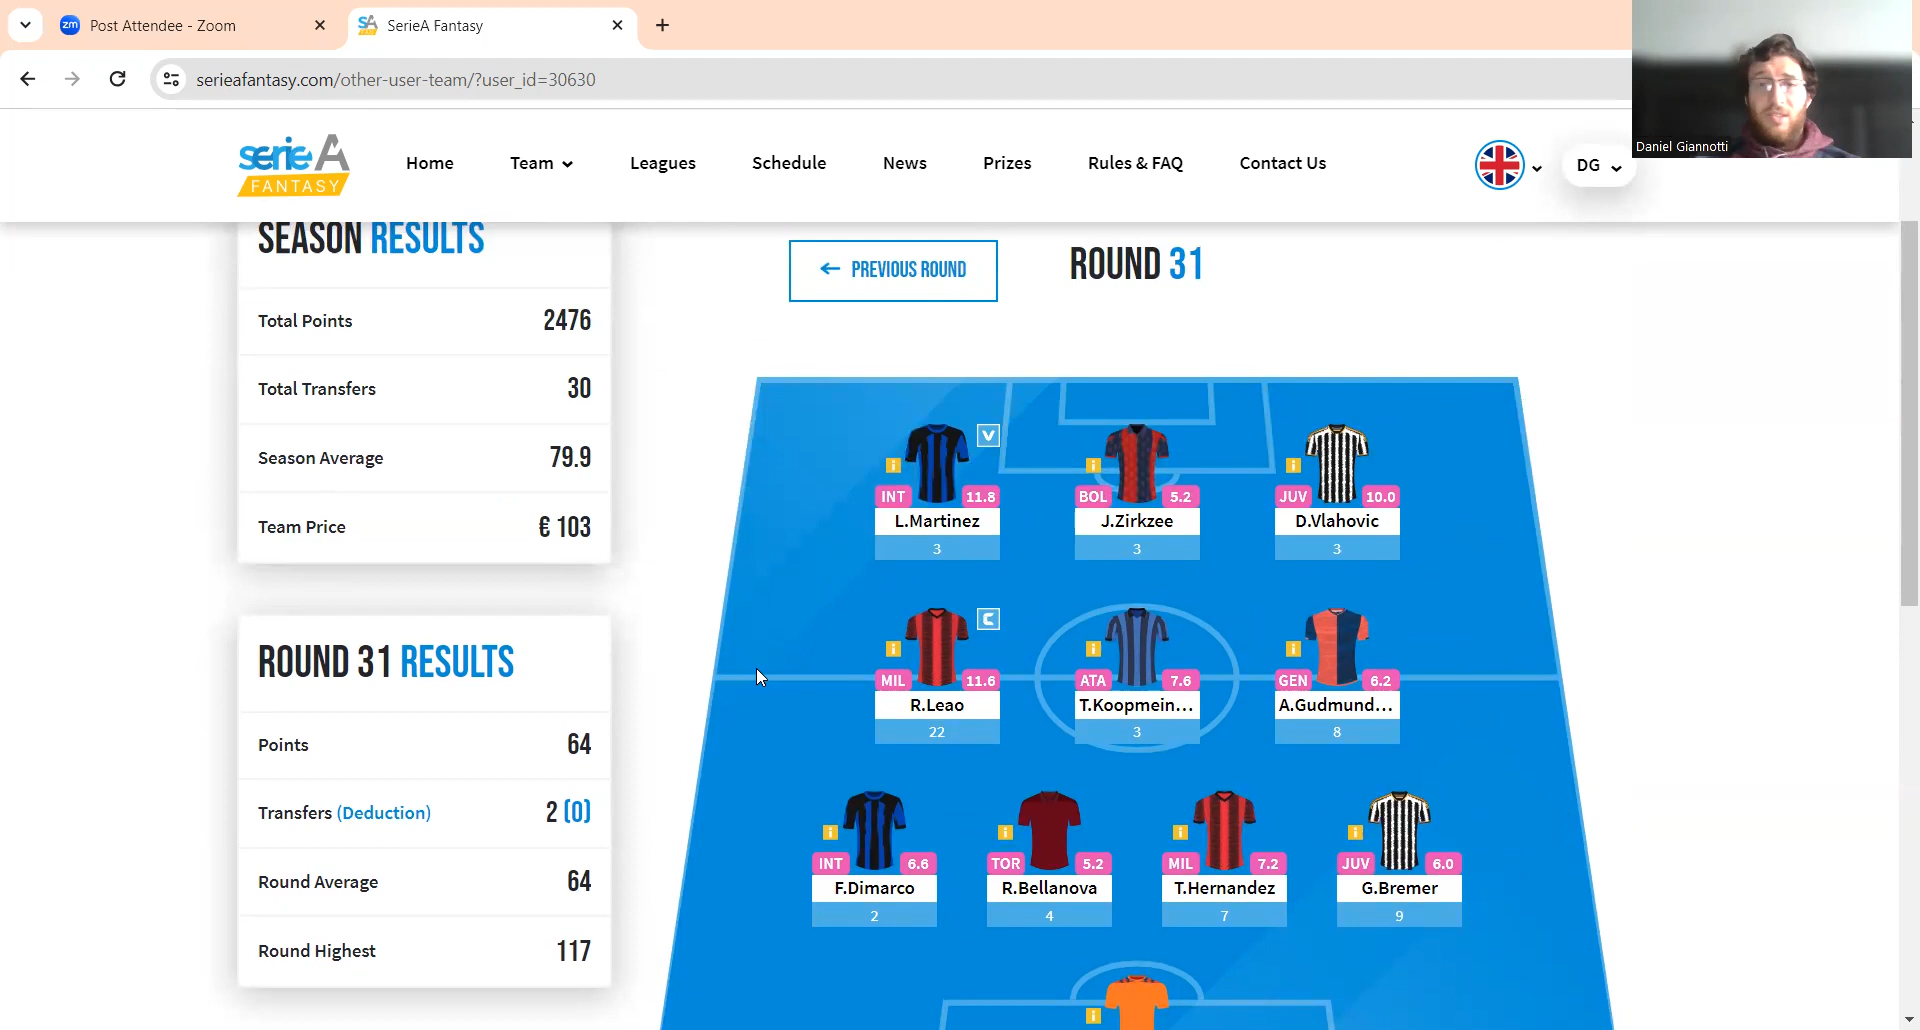 zm Post Attendee - Zoom
SerieA Fantasy
serieafantasy.com/other-user-team/?user_id=30630
serie A
FANTASY
Home
Team
Leagues
Schedule
News
Prizes
Rules & FAQ
Contact Us
DG
Daniel Giannotti
SEASON RESULTS
Total Points 2476
Total Transfers 30
Season Average 79.9
Team Price € 103
ROUND 31 RESULTS
Points 64
Transfers (Deduction) 2 (0)
Round Average 64
Round Highest 117
← PREVIOUS ROUND
ROUND 31
V
INT 11.8
L.Martinez
3
BOL 5.2
J.Zirkzee
3
JUV 10.0
D.Vlahovic
3
C
MIL 11.6
R.Leao
22
ATA 7.6
T.Koopmein...
3
GEN 6.2
A.Gudmund...
8
INT 6.6
F.Dimarco
2
TOR 5.2
R.Bellanova
4
MIL 7.2
T.Hernandez
7
JUV 6.0
G.Bremer
9